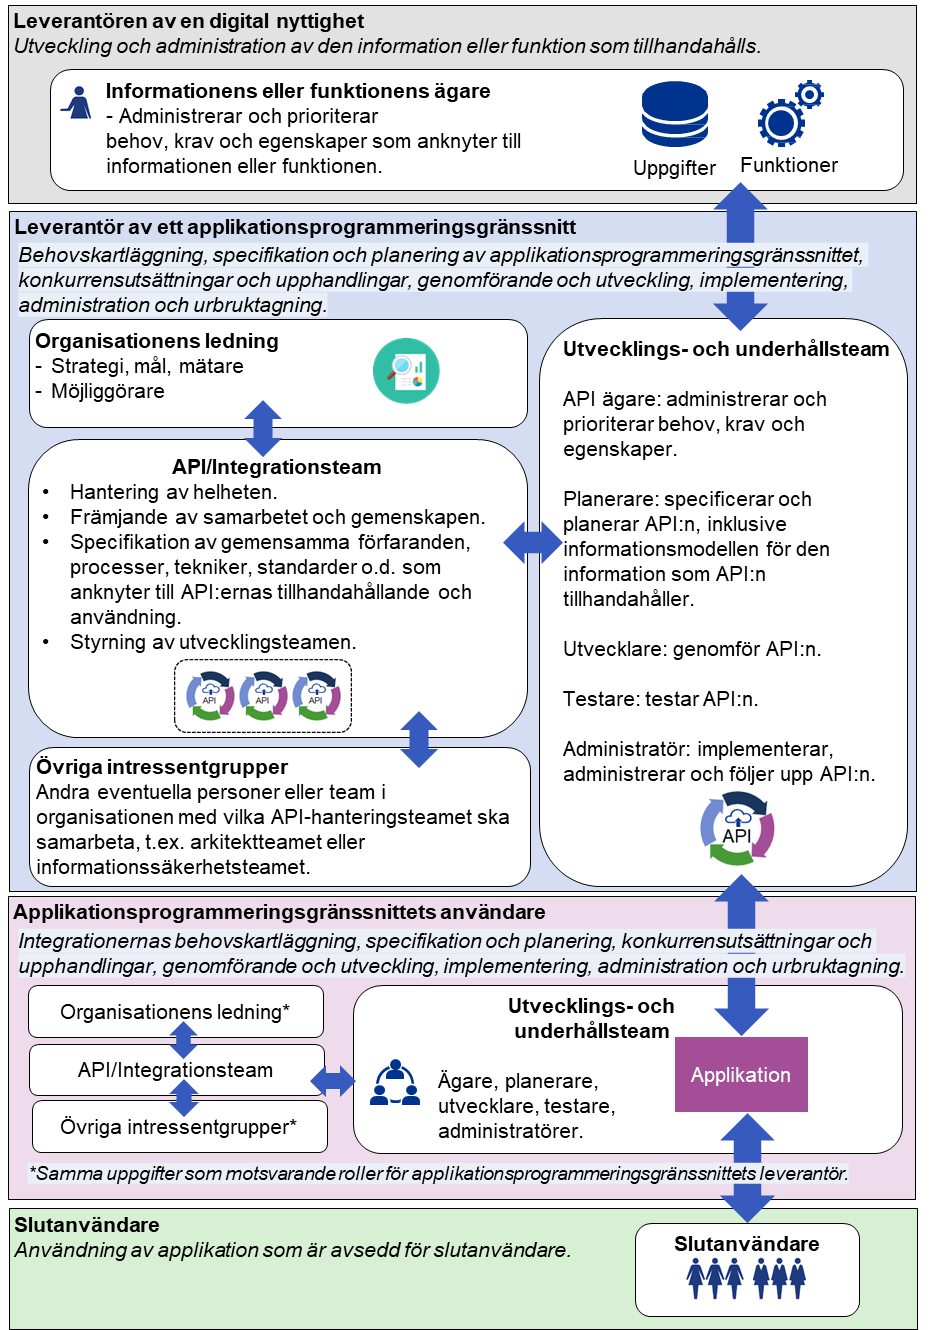 Leverantören av en digital nyttighet
Utveckling och administration av den information eller funktion som tillhandahålls.
Informationens eller funktionens ägare
- Administrerar och prioriterar
behov, krav och egenskaper som anknyter till
informationen eller funktionen.
Uppgifter
Funktioner
Leverantör av ett applikationsprogrammeringsgränssnitt
Behovskartläggning, specifikation och planering av applikationsprogrammeringsgränssnittet,
konkurrensutsättningar och upphandlingar, genomförande och utveckling, implementering,
administration och urbruktagning.
Organisationens ledning
- Strategi, mål, mätare
- Möjliggörare
API/Integrationsteam
• Hantering av helheten.
• Främjande av samarbetet och gemenskapen.
• Specifikation av gemensamma förfaranden,
processer, tekniker, standarder o.d. som
anknyter till API:ernas tillhandahållande och
användning.
• Styrning av utvecklingsteamen.
API
API
API
Övriga intressentgrupper
Andra eventuella personer eller team i
organisationen med vilka API-hanteringsteamet ska
samarbeta, t.ex. arkitektteamet eller
informationssäkerhetsteamet.
Utvecklings- och underhållsteam
API ägare: administrerar och
prioriterar behov, krav och
egenskaper.
Planerare: specificerar och
planerar API:n, inklusive
informationsmodellen för den
information som API:n
tillhandahåller.
Utvecklare: genomför API:n.
Testare: testar API:n.
Administratör: implementerar,
administrerar och följer upp API:n.
API
Applikationsprogrammeringsgränssnittets användare
Integrationernas behovskartläggning, specifikation och planering, konkurrensutsättningar och
upphandlingar, genomförande och utveckling, implementering, administration och urbruktagning.
Organisationens ledning*
API/Integrationsteam
Övriga intressentgrupper*
Utvecklings- och
underhållsteam
Ägare, planerare,
utvecklare, testare,
administratörer.
Applikation
*Samma uppgifter som motsvarande roller för applikationsprogrammeringsgränssnittets leverantör.
Slutanvändare
Användning av applikation som är avsedd för slutanvändare.
Slutanvändare